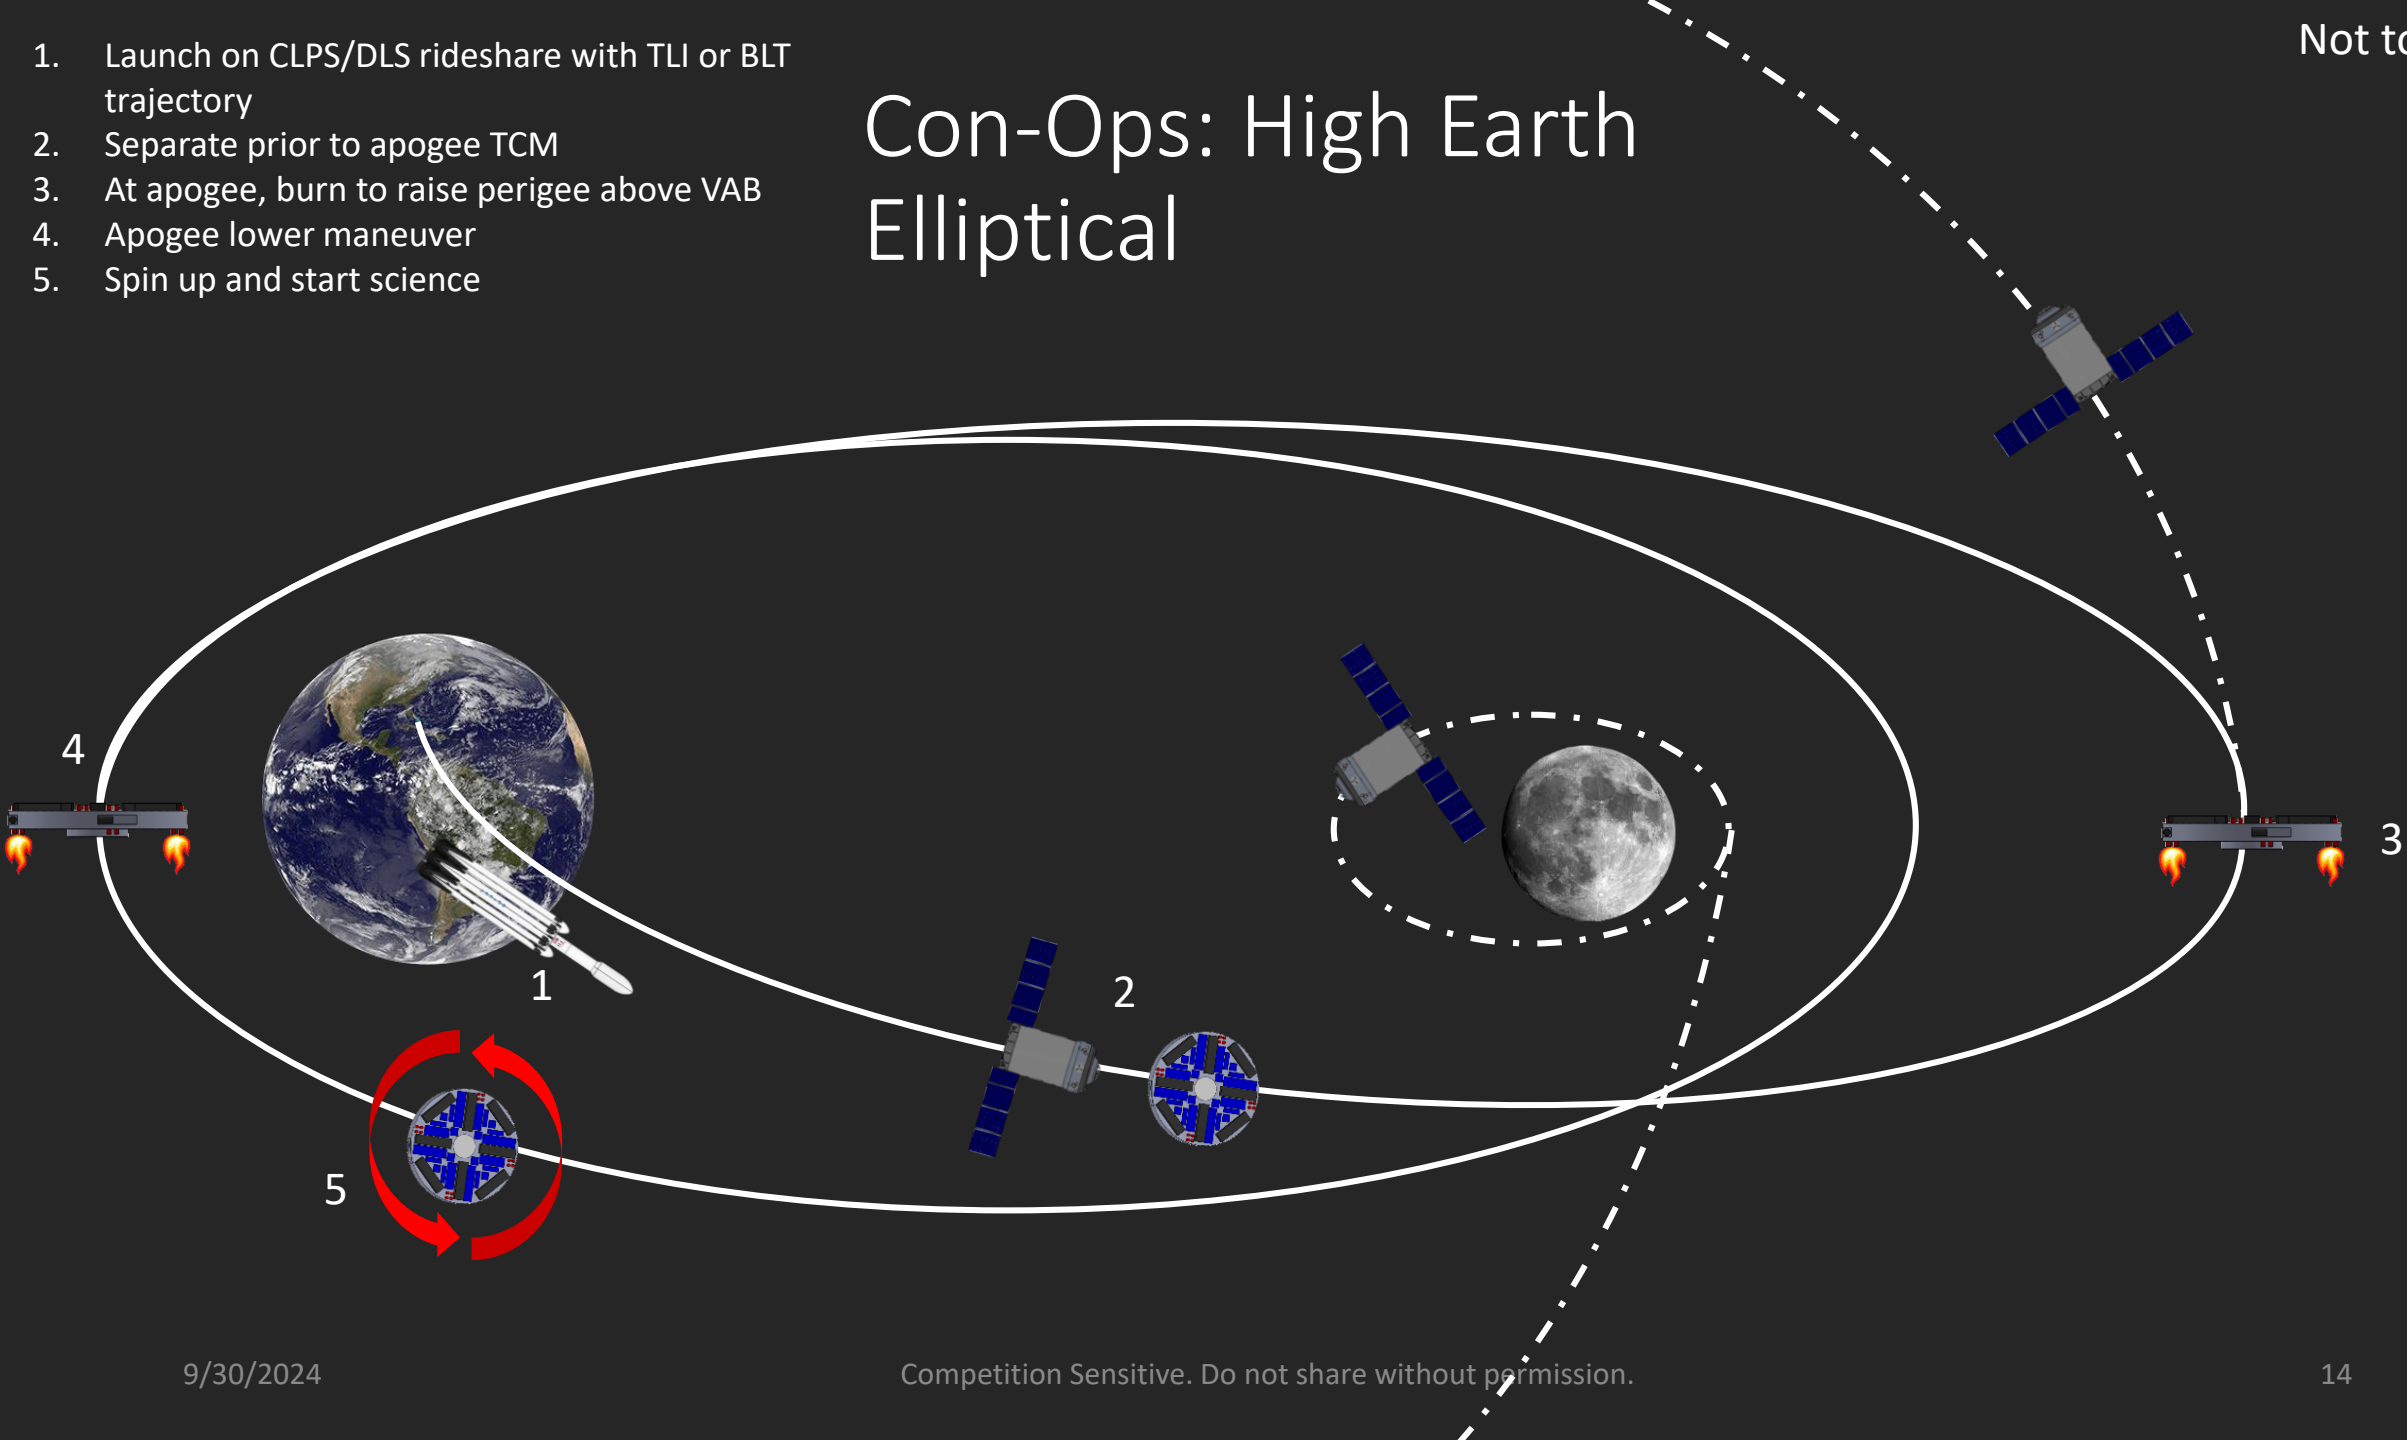 1. Launch on CLPS/DLS rideshare with TLI or BLT
trajectory
2. Separate prior to apogee TCM
3. At apogee, burn to raise perigee above VAB
4. Apogee lower maneuver
5. Spin up and start science
Con-Ops: High Earth
Elliptical
Not
4
3
1
2
5
9/30/2024
Competition Sensitive. Do not share without permission.
14